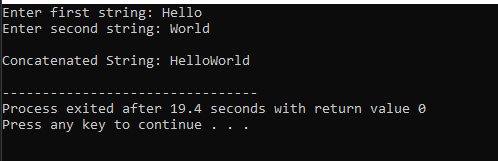 Enter first string: Hello
Enter second string: World
Concatenated String: HelloWorld
--------------------------------
Process exited after 19.4 seconds with return value 0
Press any key to continue . . .